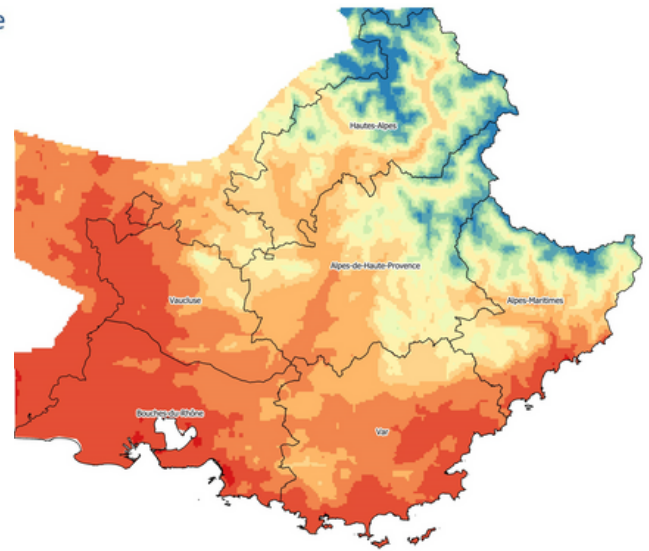 e
Hautes-Alpes
Alpes-de-Haute-Provence
Vaucluse
Alpes-Maritimes
Bouches-du-Rhône
Var